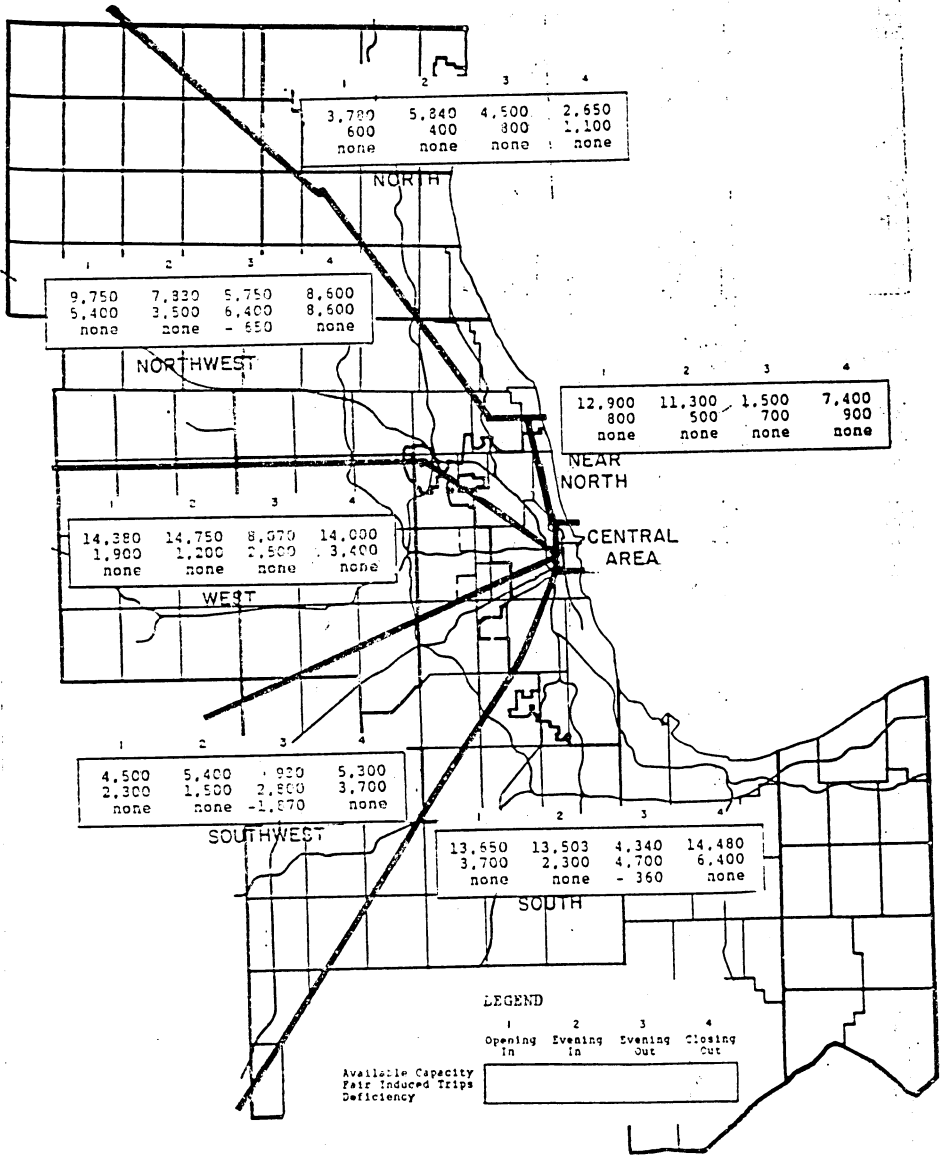 1 2 3 4
3,780 5,840 4,500 2,650
600 400 800 1,100
none none none none
NORTH
1 2 3 4
9,750 7,830 5,750 8,600
5,400 3,500 6,400 8,600
none none - 650 none
NORTHWEST
1 2 3 4
12,900 11,300 1,500 7,400
800 500 700 900
none none none none
NEAR
NORTH
1 2 3 4
14,380 14,750 8,070 14,000
1,900 1,200 2,500 3,400
none none none none
WEST
CENTRAL
AREA
1 2 3 4
4,500 5,400 930 5,300
2,300 1,500 2,800 3,700
none none -1,870 none
SOUTHWEST
1 2 3 4
13,650 13,503 4,340 14,480
3,700 2,300 4,700 6,400
none none - 360 none
SOUTH
LEGEND
1 2 3 4
Opening Evening Evening Closing
In In Out Out
Available Capacity
Fair Induced Trips
Deficiency